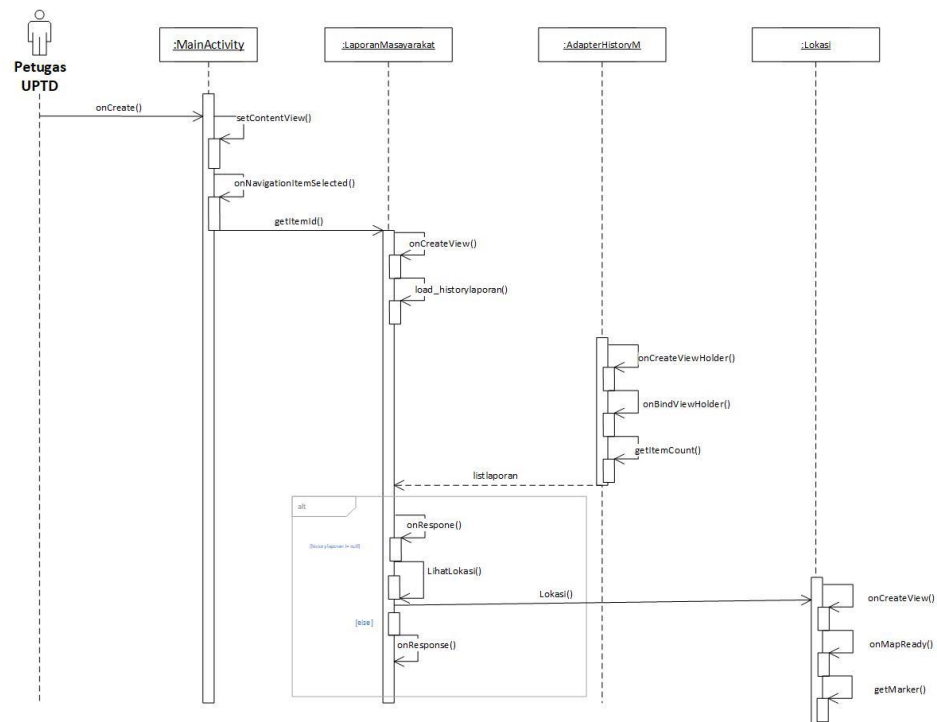 Petugas
UPTD
:MainActivity
:LaporanMasayarakat
:AdapterHistoryM
:Lokasi
onCreate()
setContentView()
onNavigationItemSelected()
getItemId()
onCreateView()
load_historylaporan()
onCreateViewHolder()
onBindViewHolder()
getItemCount()
listlaporan
alt
onRespone()
LihatLokasi()
Lokasi()
onCreateView()
[else]
onResponse()
onMapReady()
getMarker()